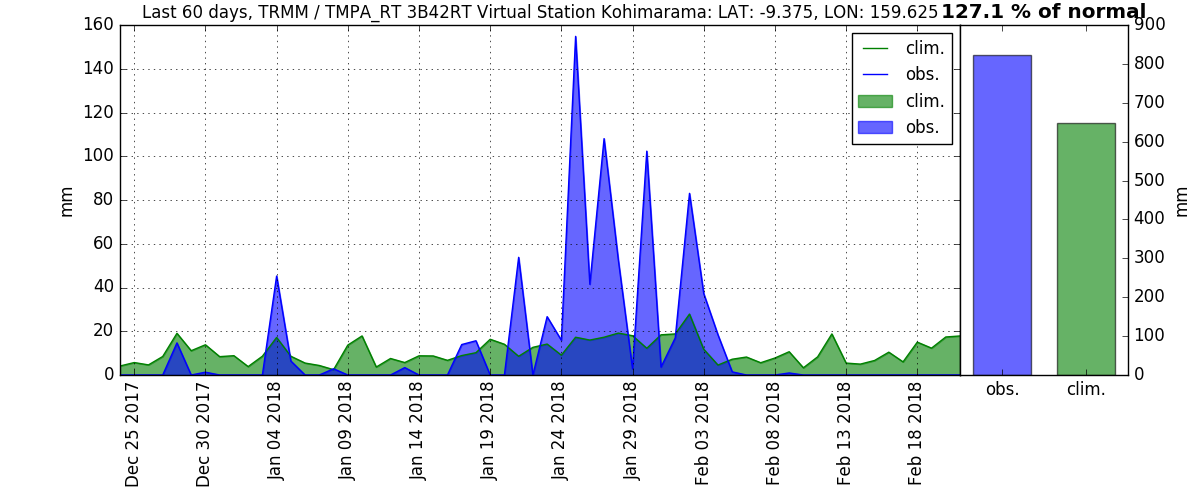 Last 60 days, TRMM / TMPA_RT 3B42RT Virtual Station Kohimarama: LAT: -9.375, LON: 159.625
127.1 % of normal
160
140
120
100
80
60
40
20
0
mm
clim.
obs.
clim.
obs.
Dec 25 2017
Dec 30 2017
Jan 04 2018
Jan 09 2018
Jan 14 2018
Jan 19 2018
Jan 24 2018
Jan 29 2018
Feb 03 2018
Feb 08 2018
Feb 13 2018
Feb 18 2018
900
800
700
600
500
400
300
200
100
0
mm
obs.
clim.